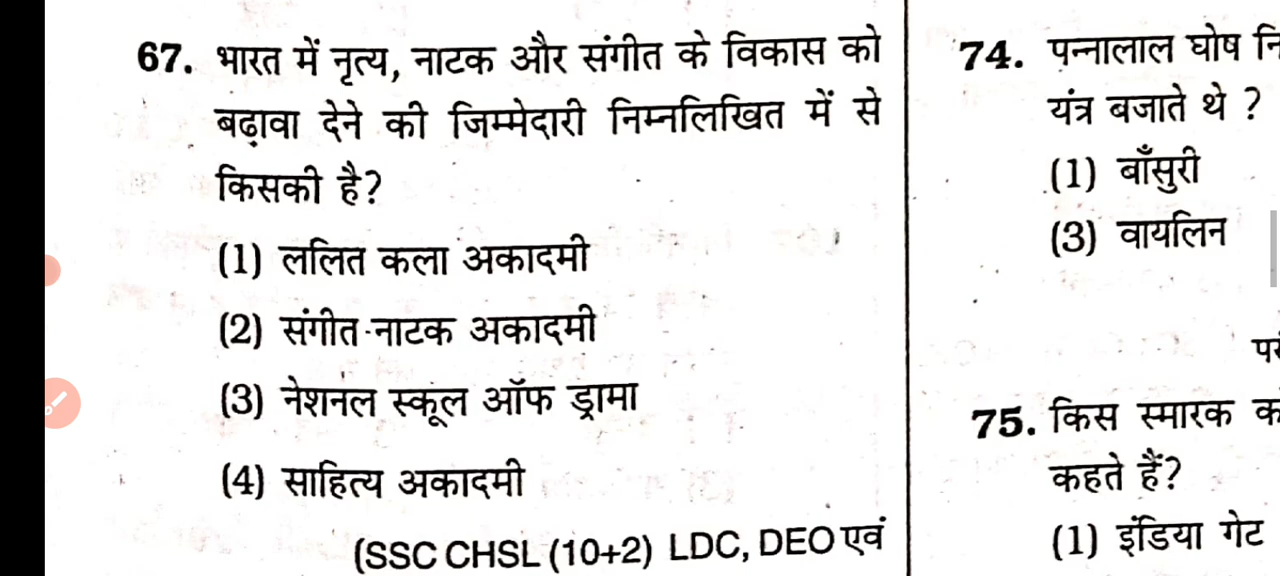 67. भारत में नृत्य, नाटक और संगीत के विकास को
बढ़ावा देने की जिम्मेदारी निम्नलिखित में से
किसकी है?
(1) ललित कला अकादमी
(2) संगीत-नाटक अकादमी
(3) नेशनल स्कूल ऑफ ड्रामा
(4) साहित्य अकादमी
(SSC CHSL (10+2) LDC, DEO एवं
74. पन्नालाल घोष
यंत्र बजाते थे ?
(1) बाँसुरी
(3) वायलिन
75. किस स्मारक
कहते हैं?
(1) इंडिया गेट